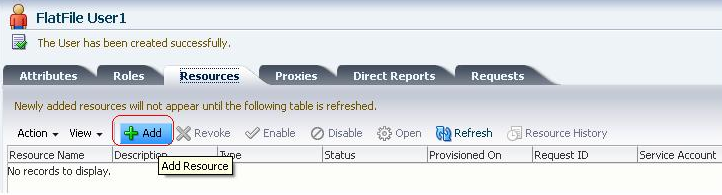 FlatFile User1
The User has been created successfully.
Attributes Roles Resources Proxies Direct Reports Requests
Newly added resources will not appear until the following table is refreshed.
Action View Add Revoke Enable Disable Open Refresh Resource History
Resource Name Description Type Status Provisioned On Request ID Service Account
No records to display.
Add Resource